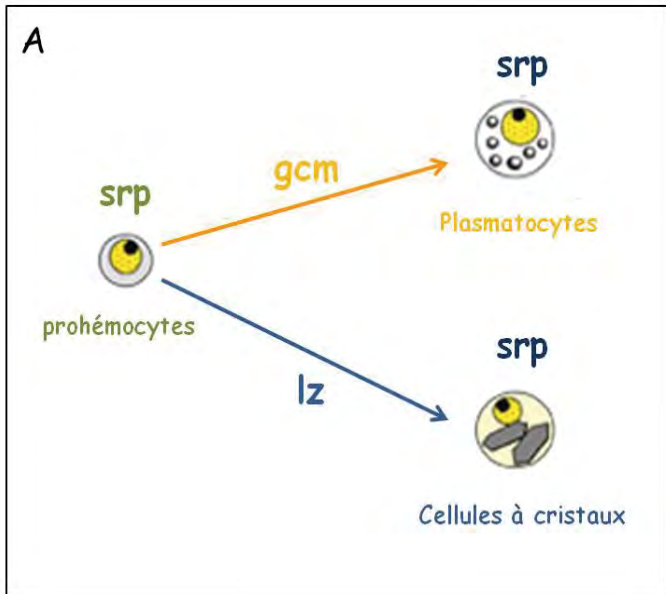 A
srp
gcm
srp
Plasmatocytes
prohémocytes
srp
lz
Cellules à cristaux